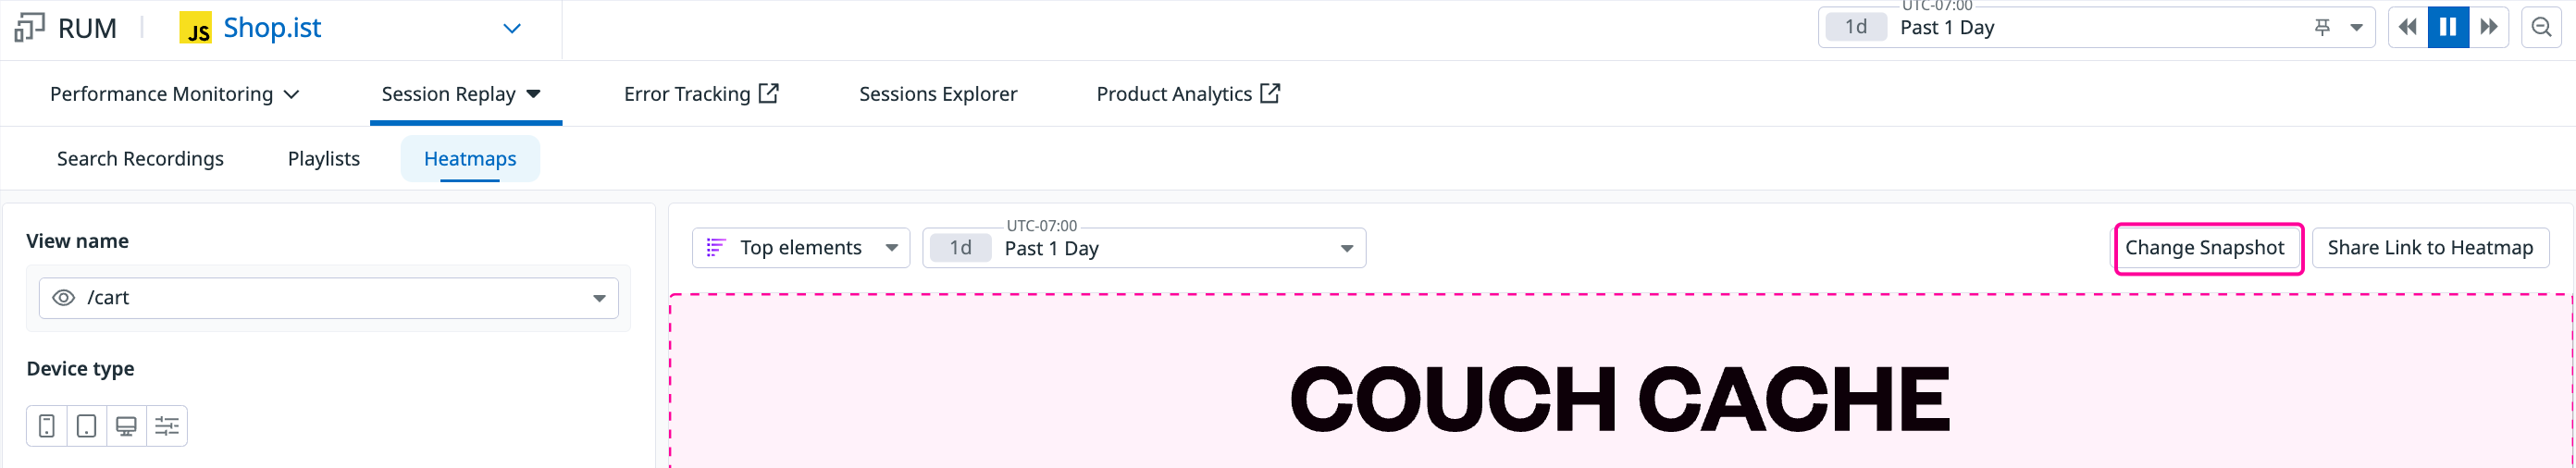 RUM
JS Shop.ist
UTC-07:00
1d Past 1 Day
Performance Monitoring
Session Replay
Error Tracking
Sessions Explorer
Product Analytics
Search Recordings
Playlists
Heatmaps
View name
/cart
Device type
Top elements
UTC-07:00
1d Past 1 Day
Change Snapshot
Share Link to Heatmap
COUCH CACHE